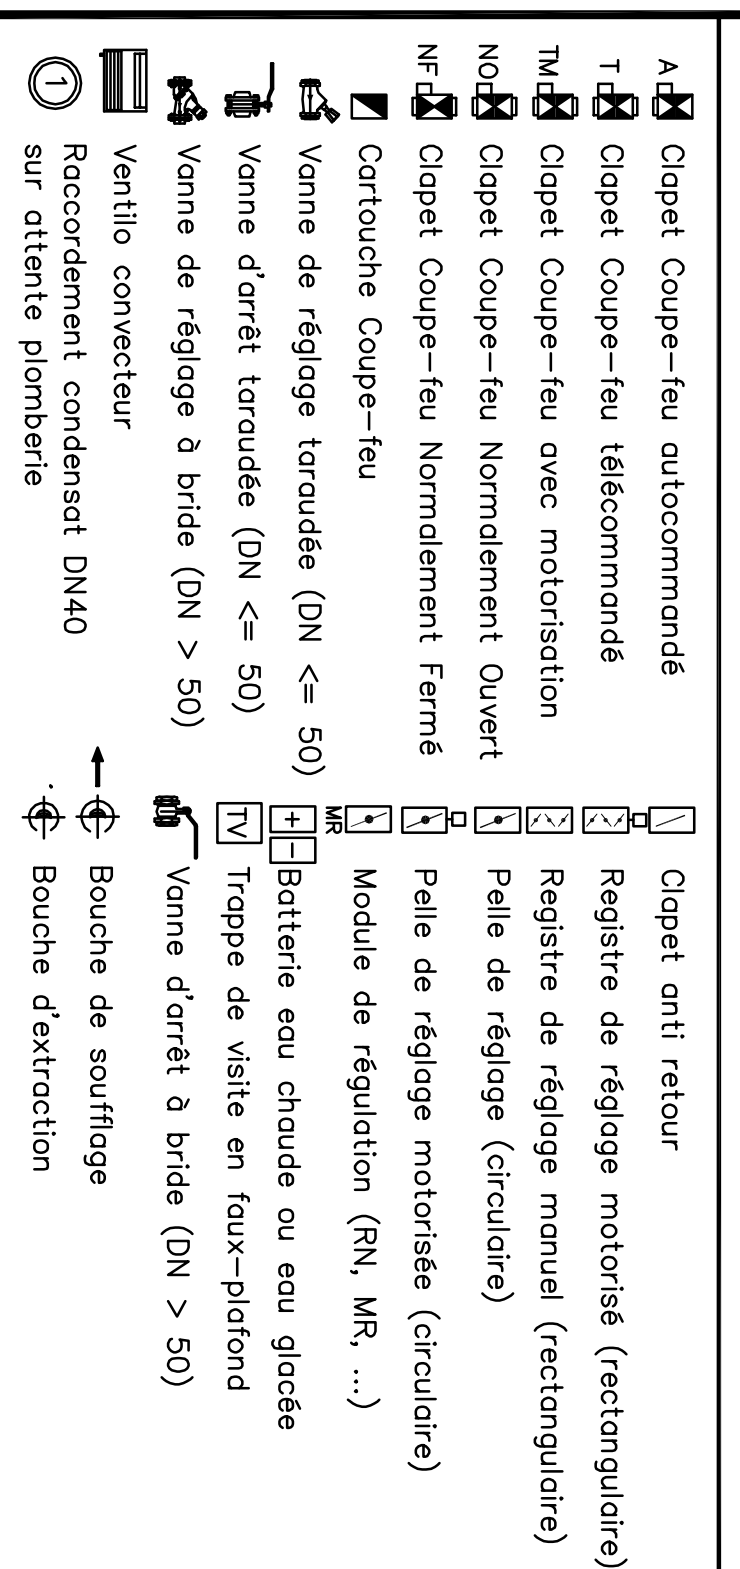 A Clapet Coupe-feu autocommandé
T Clapet Coupe-feu télécommandé
TM Clapet Coupe-feu avec motorisation
NO Clapet Coupe-feu Normalement Ouvert
NF Clapet Coupe-feu Normalement Fermé
Cartouche Coupe-feu
Vanne de réglage taraudée (DN <= 50)
Vanne d'arrêt taraudée (DN <= 50)
Vanne de réglage à bride (DN > 50)
Ventilo convecteur
1 Raccordement condensat DN40
sur attente plomberie
Clapet anti retour
Registre de réglage motorisé (rectangulaire)
Registre de réglage manuel (rectangulaire)
Pelle de réglage (circulaire)
Pelle de réglage motorisée (circulaire)
MR Module de régulation (RN, MR, ...)
+ - Batterie eau chaude ou eau glacée
TV Trappe de visite en faux-plafond
Vanne d'arrêt à bride (DN > 50)
Bouche de soufflage
Bouche d'extraction